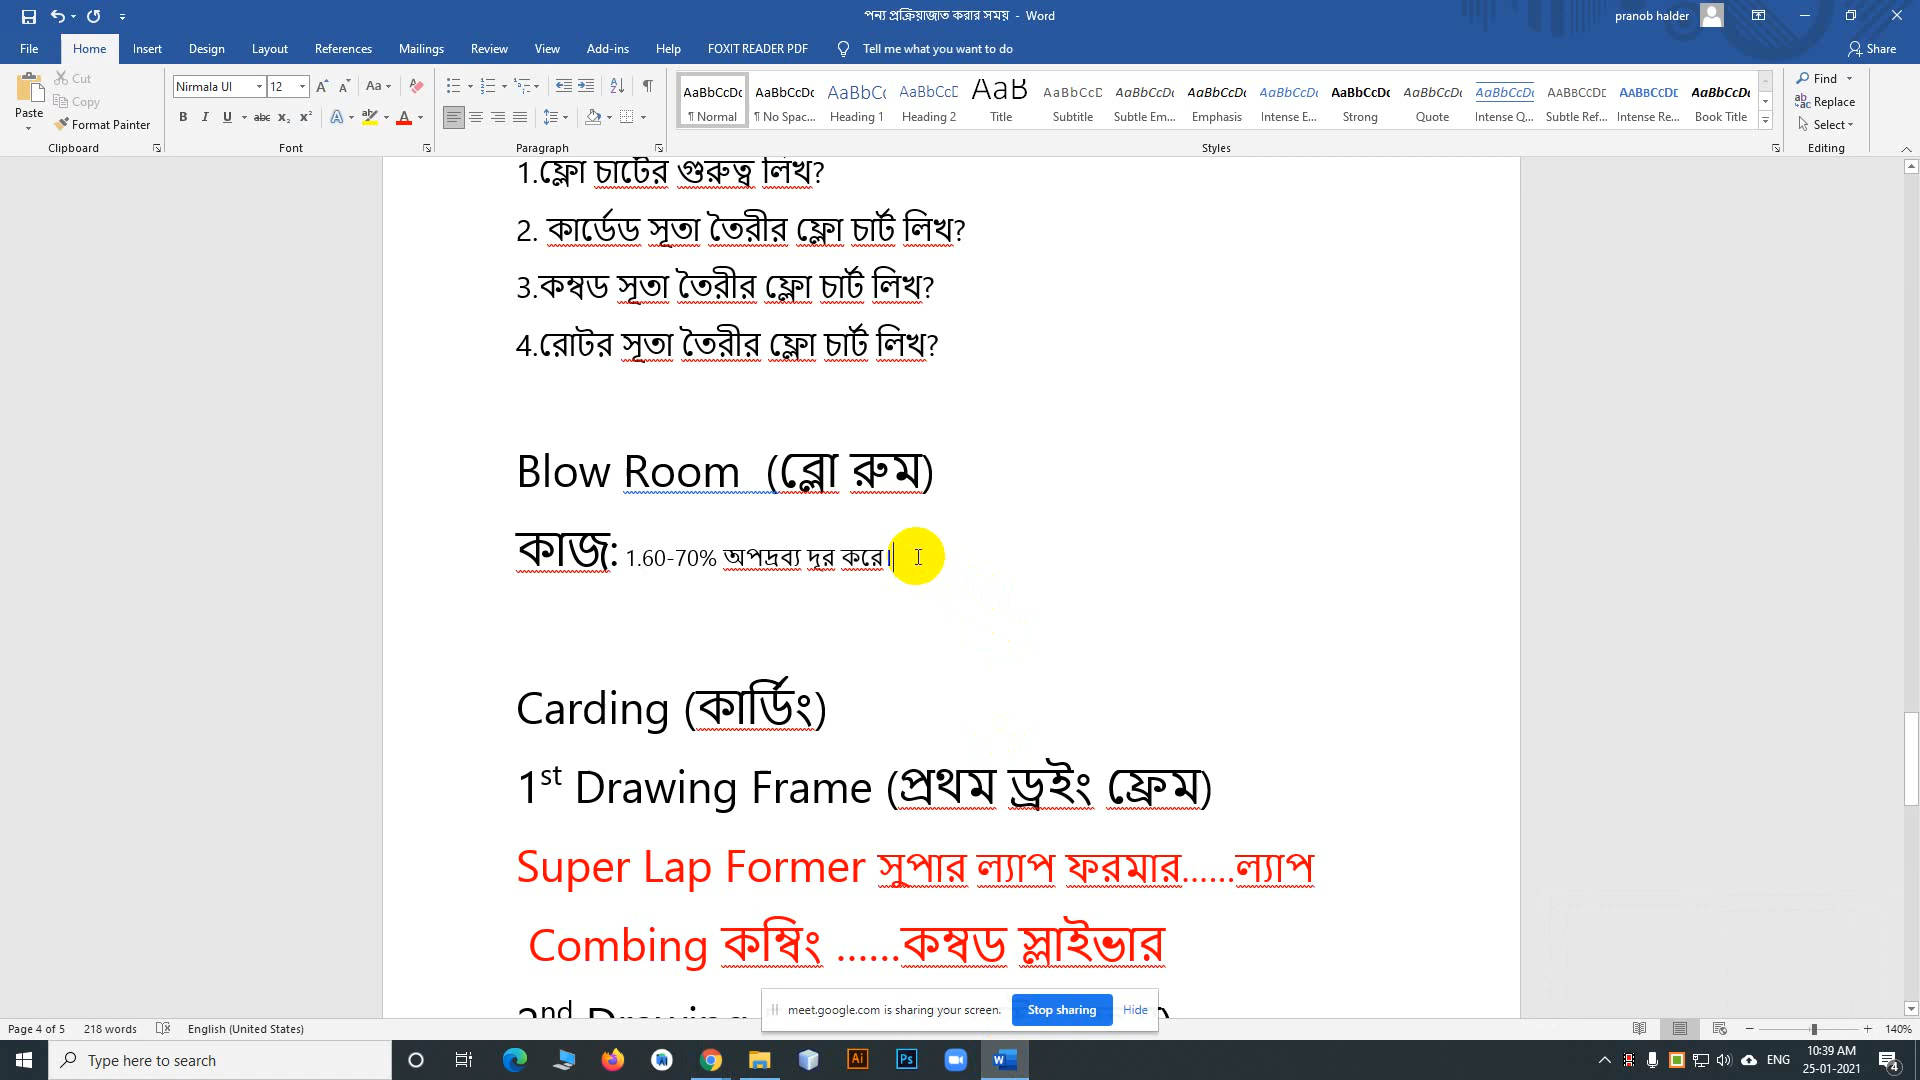 পন্য প্রক্রিয়াজাত করার সময় - Word
pranob halder
File Home Insert Design Layout References Mailings Review View Add-ins Help FOXIT READER PDF Tell me what you want to do Share
Paste Cut Copy Format Painter Clipboard
Nirmala UI 12 Font
Paragraph
AaBbCcDc AaBbCcDc AaBbCc AaBbCcD AaB AaBbCcD AaBbCcDc AaBbCcDc AaBbCcDc AaBbCcDc AaBbCcDc AaBbCcDc AABBCCDE AABBCCDE AaBbCcDc
¶ Normal ¶ No Spac... Heading 1 Heading 2 Title Subtitle Subtle Em... Emphasis Intense E... Strong Quote Intense Q... Subtle Ref... Intense Re... Book Title
Styles
Find Replace Select Editing
1.ফ্লো চার্টের গুরুত্ব লিখ?
2. কার্ডেড সূতা তৈরীর ফ্লো চার্ট লিখ?
3.কম্বড সূতা তৈরীর ফ্লো চার্ট লিখ?
4.রোটর সূতা তৈরীর ফ্লো চার্ট লিখ?
Blow Room (ব্লো রুম)
কাজ: 1.60-70% অপদ্রব্য দূর করে।
Carding (কার্ডিং)
1st Drawing Frame (প্রথম ড্রইং ফ্রেম)
Super Lap Former সুপার ল্যাপ ফরমার......ল্যাপ
Combing কম্বিং ......কম্বড স্লাইভার
2nd Drawing
meet.google.com is sharing your screen. Stop sharing Hide
Page 4 of 5 218 words English (United States) 140%
Type here to search
ENG 10:39 AM
25-01-2021
4